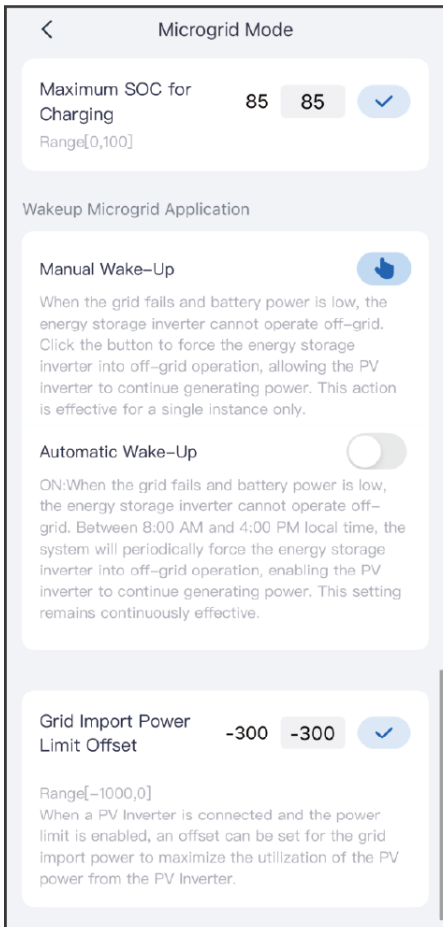 Microgrid Mode
Maximum SOC for
Charging
85 85
Range[0,100]
Wakeup Microgrid Application
Manual Wake-Up
When the grid fails and battery power is low, the
energy storage inverter cannot operate off-grid.
Click the button to force the energy storage
inverter into off-grid operation, allowing the PV
inverter to continue generating power. This action
is effective for a single instance only.
Automatic Wake-Up
ON:When the grid fails and battery power is low,
the energy storage inverter cannot operate off-
grid. Between 8:00 AM and 4:00 PM local time, the
system will periodically force the energy storage
inverter into off-grid operation, enabling the PV
inverter to continue generating power. This setting
remains continuously effective.
Grid Import Power
Limit Offset
-300 -300
Range[-1000,0]
When a PV Inverter is connected and the power
limit is enabled, an offset can be set for the grid
import power to maximize the utilization of the PV
power from the PV Inverter.